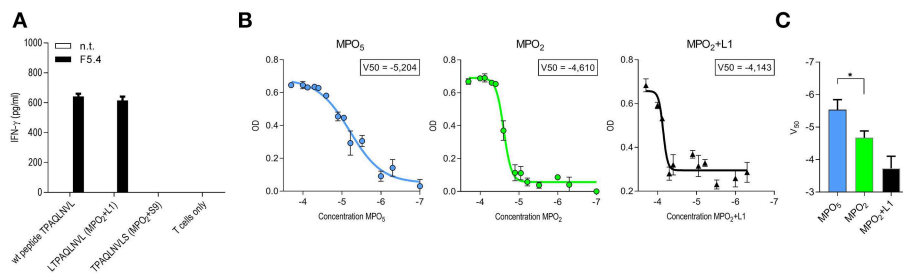 A
n.t.
F5.4
IFN-γ (pg/ml)
1000
800
600
400
200
0
wt peptide TPAQLNVL
LTPAQLNVL (MPO2+L1)
TPAQLNVLS (MPO2+S9)
T cells only
B
MPO5
V50 = -5,204
OD
0.8
0.6
0.4
0.2
0.0
-4
-5
-6
-7
Concentration MPO5
MPO2
V50 = -4,610
OD
0.8
0.6
0.4
0.2
0.0
-4
-5
-6
-7
Concentration MPO2
MPO2+L1
V50 = -4,143
OD
0.8
0.6
0.4
0.2
-4
-5
-6
-7
Concentration MPO2+L1
C
*
V50
-7
-6
-5
-4
-3
MPO5
MPO2
MPO2+L1